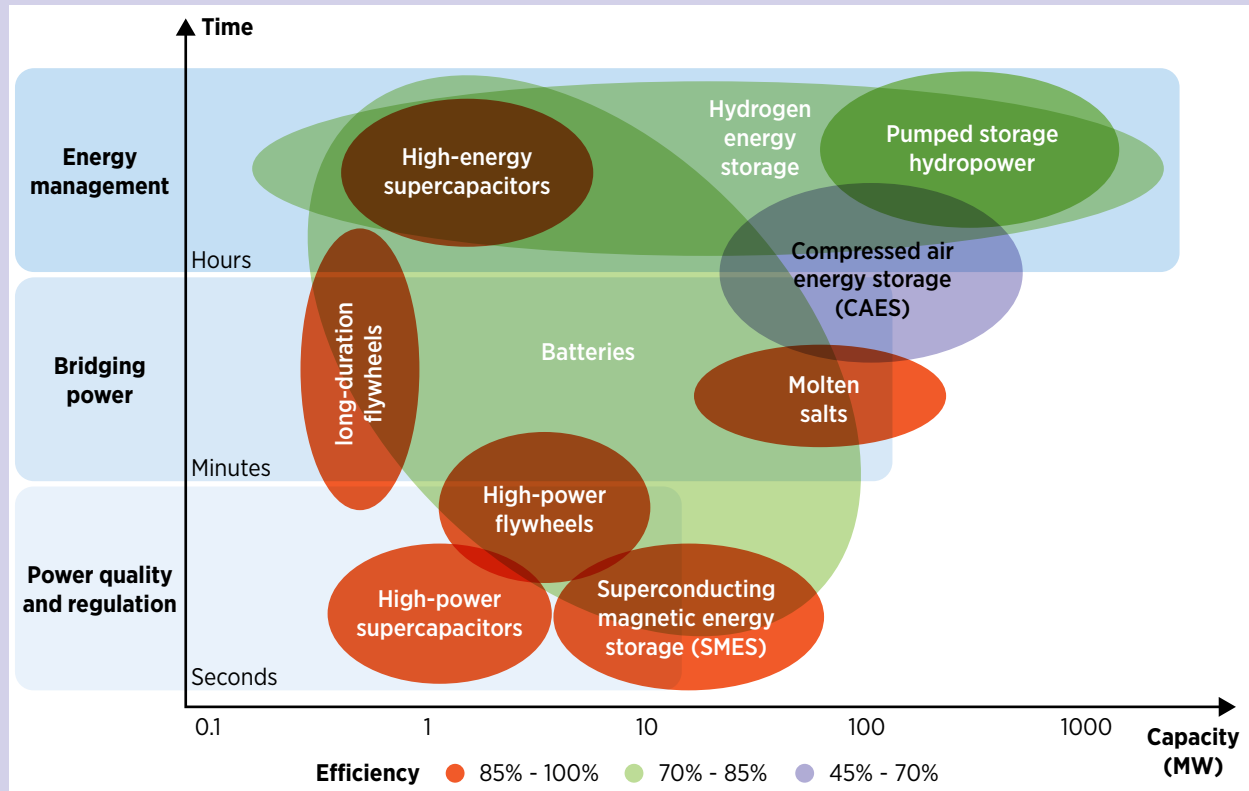 Time
Energy
management
Hydrogen
energy
storage
Pumped storage
hydropower
High-energy
supercapacitors
Compressed air
energy storage
(CAES)
Hours
Bridging
power
long-duration
flywheels
Batteries
Molten
salts
Minutes
High-power
flywheels
Power quality
and regulation
High-power
supercapacitors
Superconducting
magnetic energy
storage (SMES)
Seconds
0.1 1 10 100 1000
Capacity
(MW)
Efficiency 85% - 100% 70% - 85% 45% - 70%